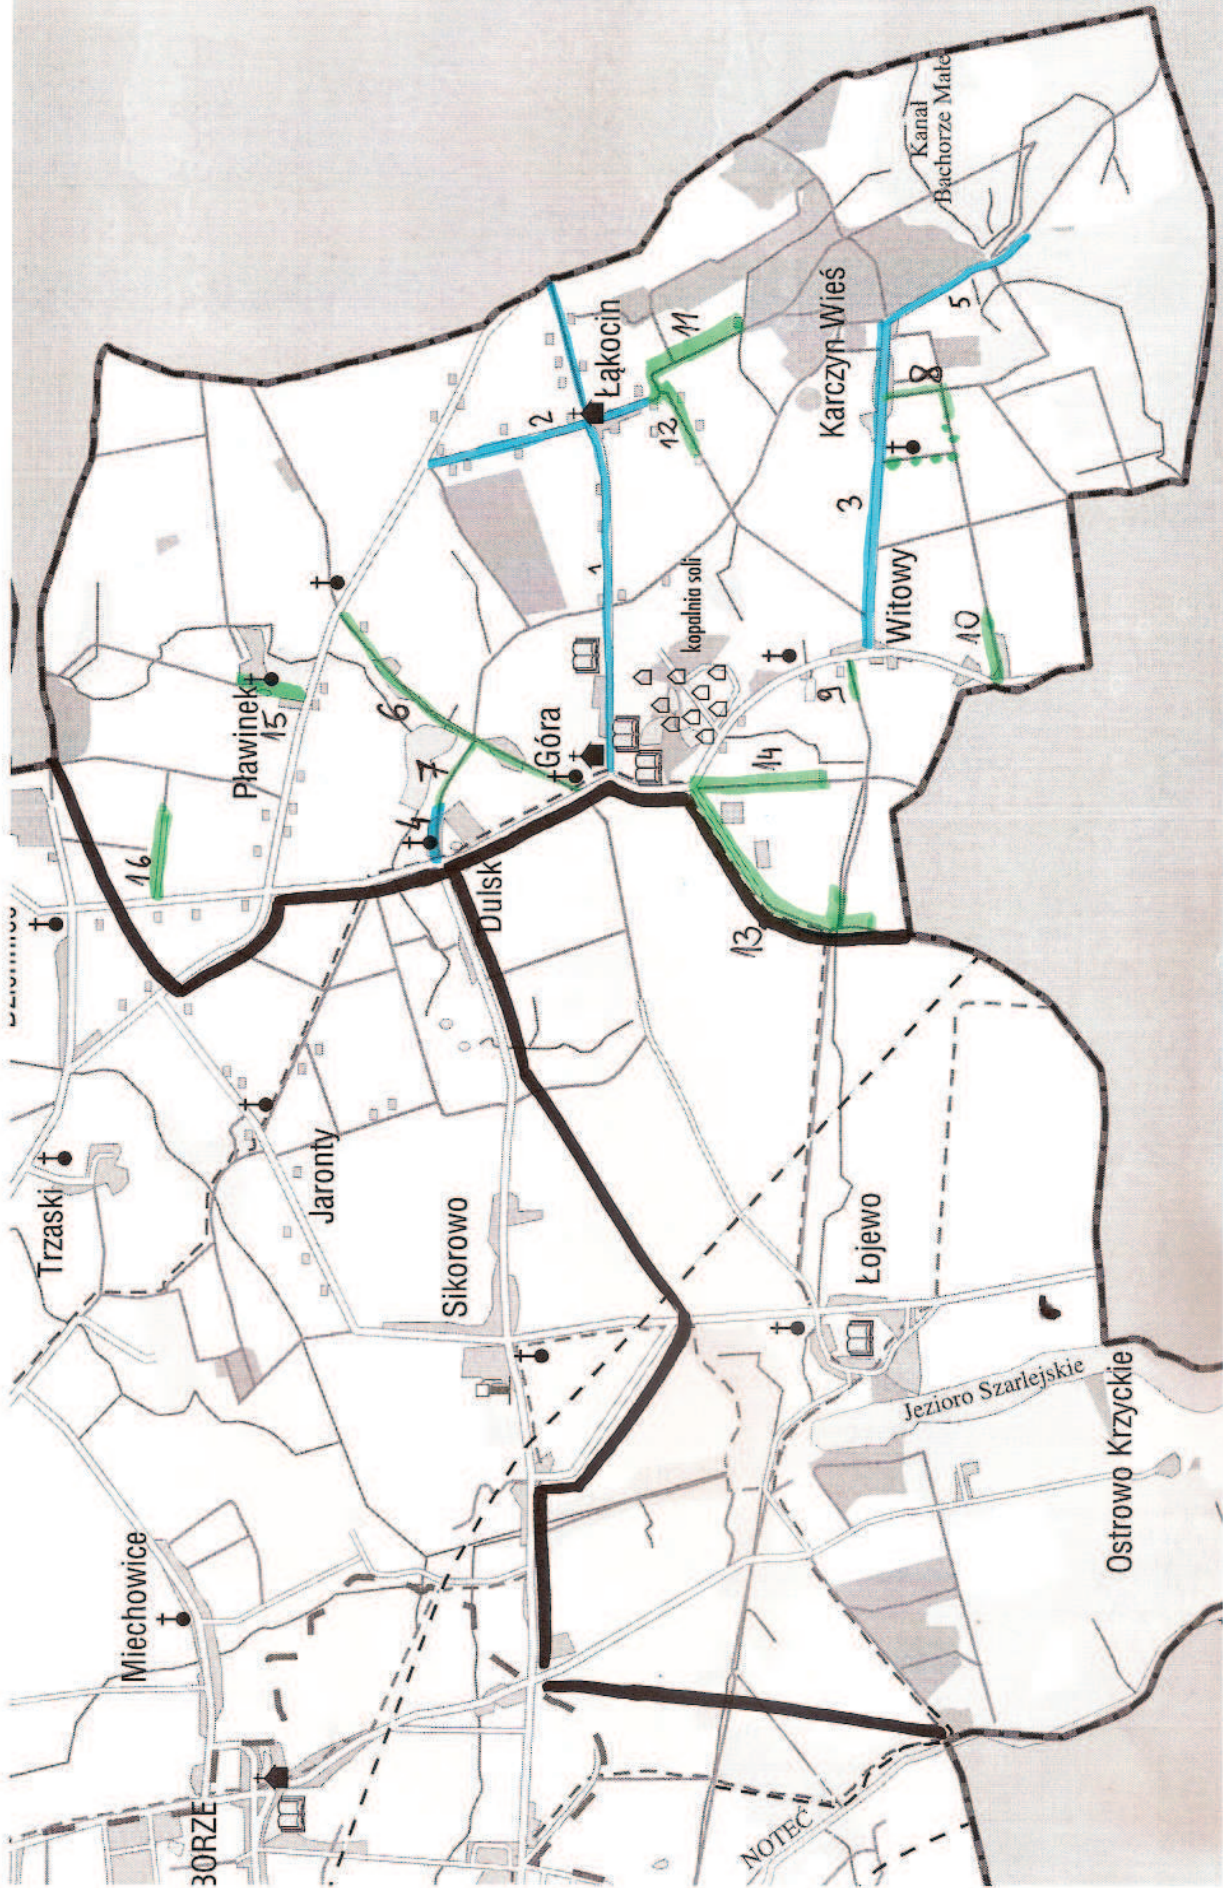 Kanał
Bachorze Małe
Łąkocin
11
2
12
Karczyn-Wieś
5
8
3
1
kopalnia soli
Witowy
10
9
Pławinek
15
6
7
Góra
4
14
16
Dulsk
13
Trzaski
Jaronty
Sikorowo
Łojewo
Jezioro Szarlejskie
Ostrowo Krzyckie
Miechowice
BORZE
NOTEĆ